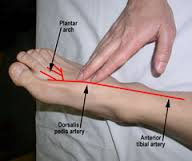 Plantar
arch
Dorsalis
pedis artery
Anterior
tibial artery